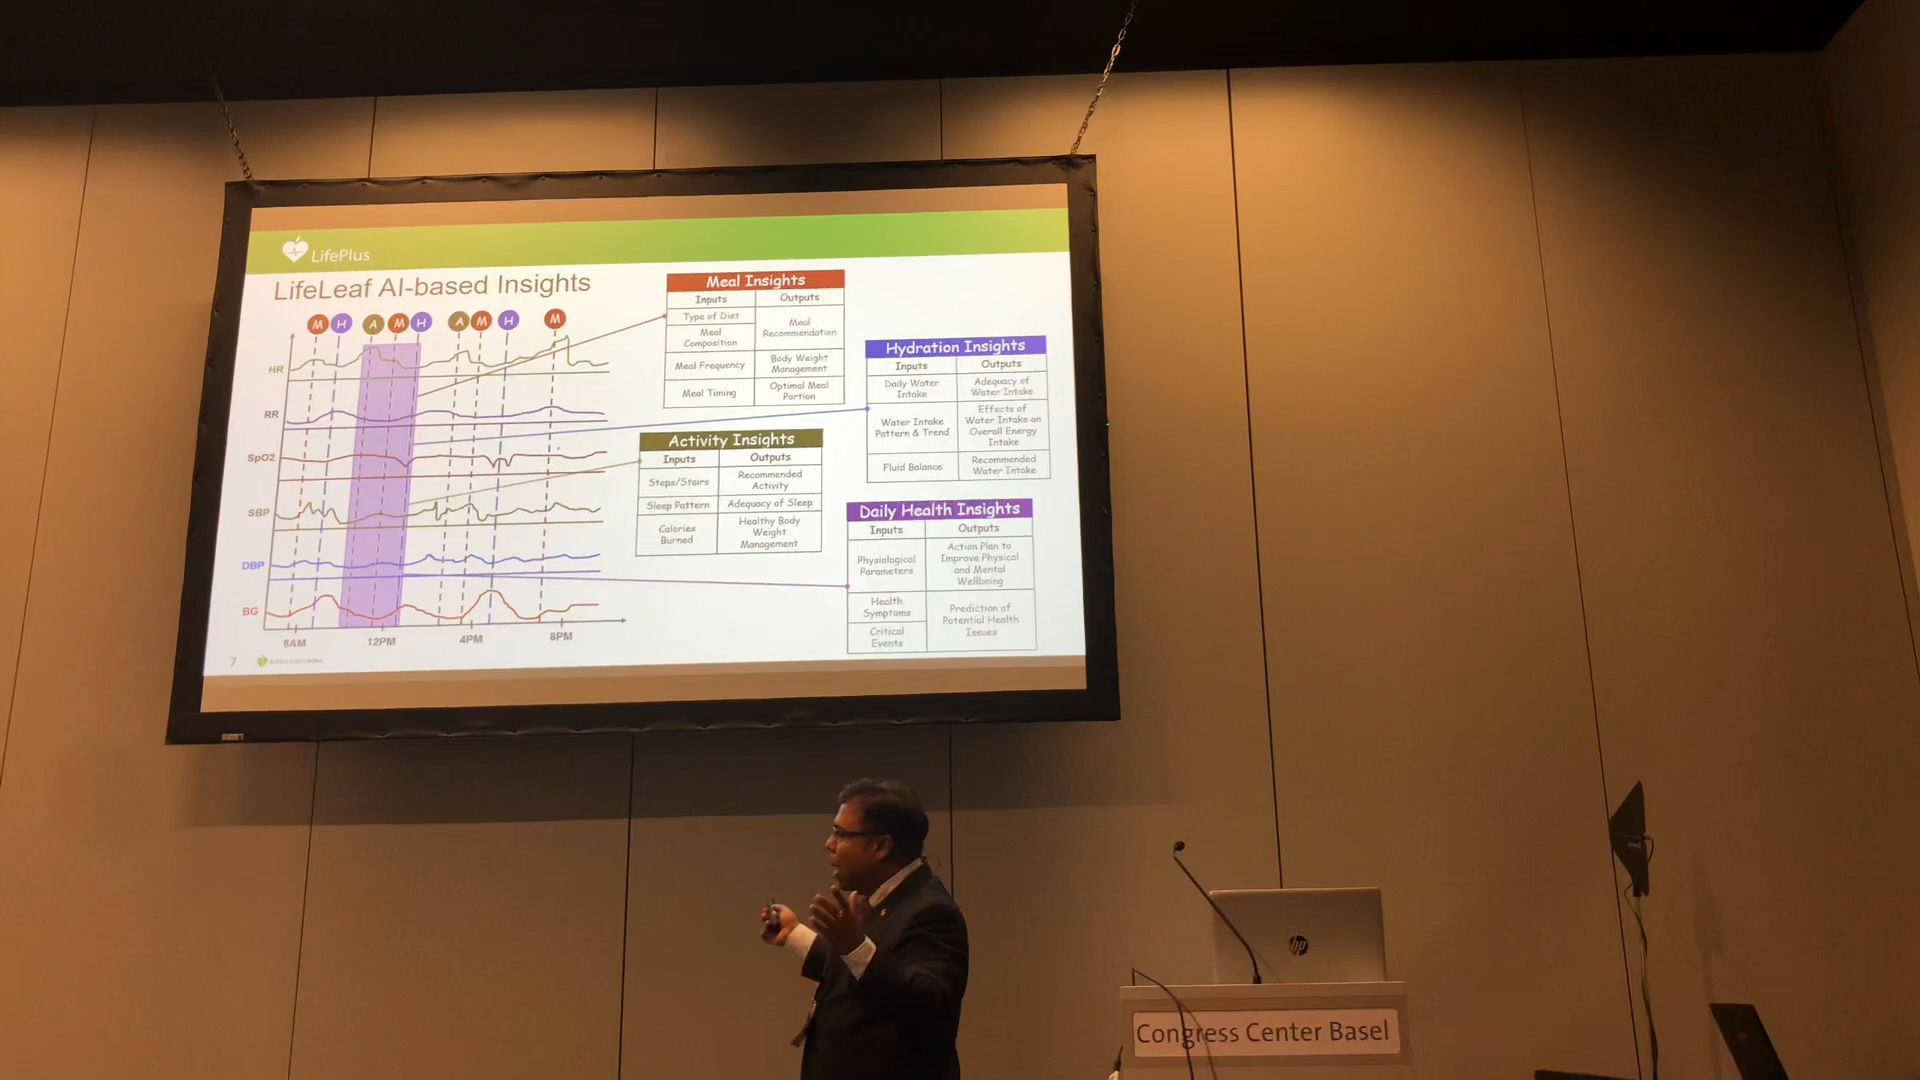 LifePlus
LifeLeaf AI-based Insights
M H A M H A M H M
HR
RR
SpO2
SBP
DBP
BG
8AM 12PM 4PM 8PM
7
Meal Insights
Inputs Outputs
Type of Diet
Meal
Composition
Meal
Recommendation
Meal Frequency
Body Weight
Management
Meal Timing
Optimal Meal
Portion
Hydration Insights
Inputs Outputs
Daily Water
Intake
Adequacy of
Water Intake
Water Intake
Pattern & Trend
Effects of
Water Intake on
Overall Energy
Intake
Fluid Balance
Recommended
Water Intake
Activity Insights
Inputs Outputs
Steps/Stairs
Recommended
Activity
Sleep Pattern
Adequacy of Sleep
Calories
Burned
Healthy Body
Weight
Management
Daily Health Insights
Inputs Outputs
Physiological
Parameters
Action Plan to
Improve Physical
and Mental
Wellbeing
Health
Symptoms
Critical
Events
Prediction of
Potential Health
Issues
hp
Congress Center Basel